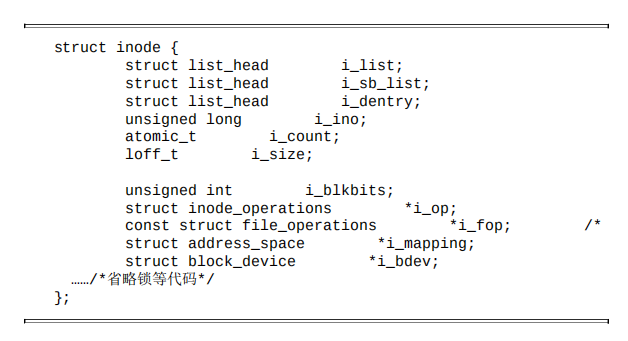 struct inode {
struct list_head i_list;
struct list_head i_sb_list;
struct list_head i_dentry;
unsigned long i_ino;
atomic_t i_count;
loff_t i_size;
unsigned int i_blkbits;
struct inode_operations *i_op;
const struct file_operations *i_fop; /*
struct address_space *i_mapping;
struct block_device *i_bdev;
……/*省略锁等代码*/
};